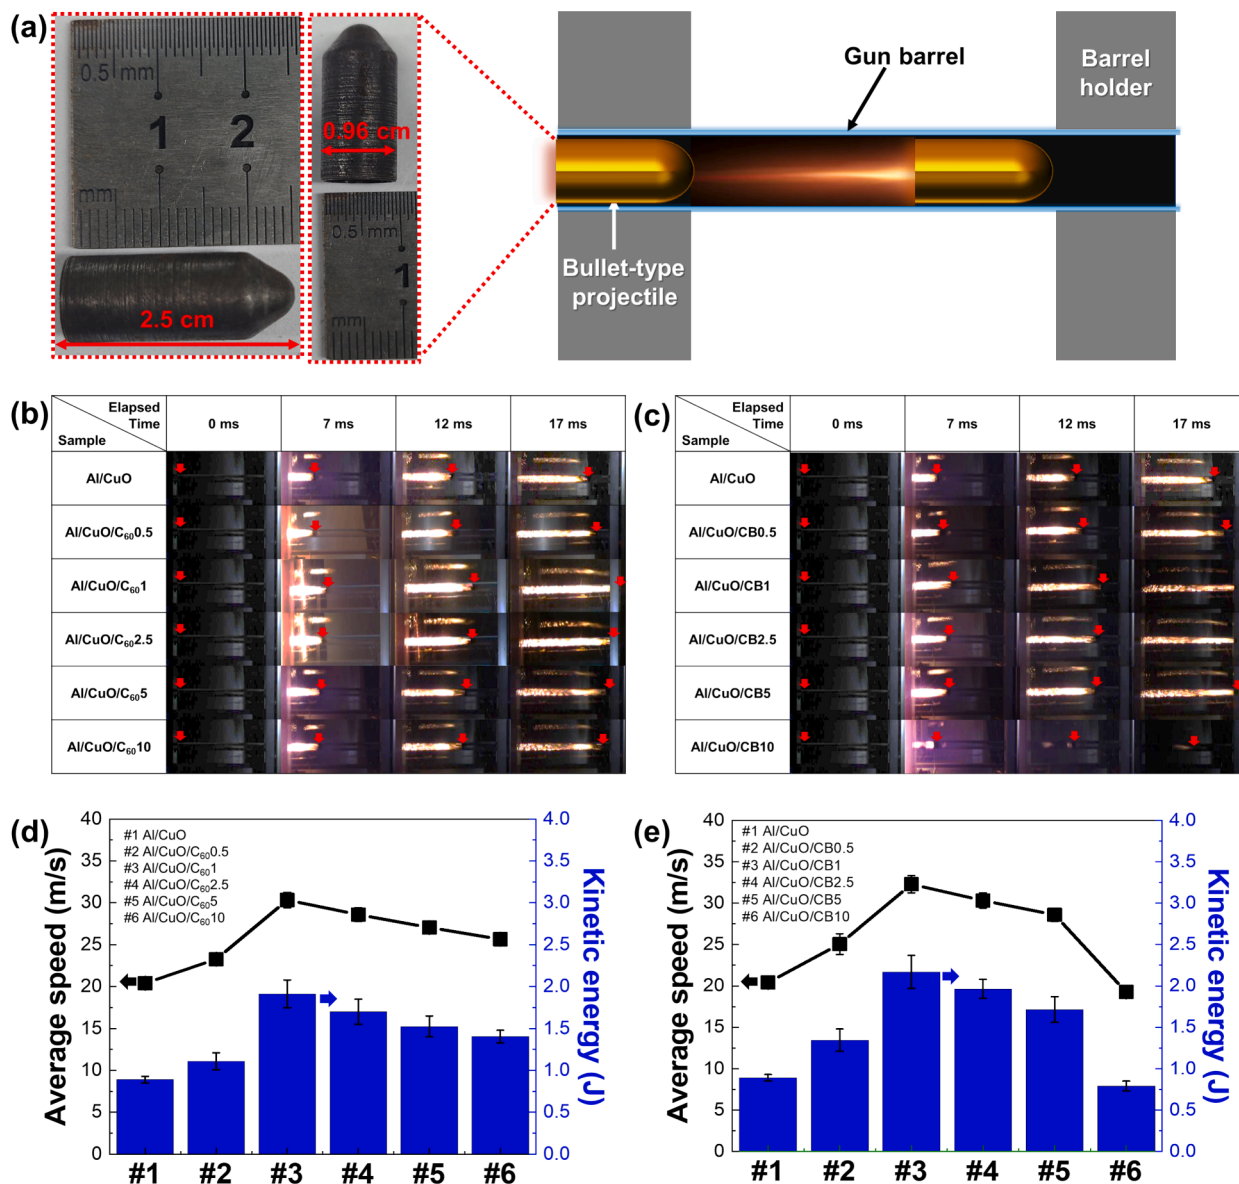 (a)
0.5 mm
1 2
mm
2.5 cm
0.96 cm
0.5 mm
1
mm
Gun barrel
Barrel
holder
Bullet-type
projectile
(b)
Elapsed
Time
Sample
0 ms 7 ms 12 ms 17 ms
Al/CuO
Al/CuO/C₆₀0.5
Al/CuO/C₆₀1
Al/CuO/C₆₀2.5
Al/CuO/C₆₀5
Al/CuO/C₆₀10
(c)
Elapsed
Time
Sample
0 ms 7 ms 12 ms 17 ms
Al/CuO
Al/CuO/CB0.5
Al/CuO/CB1
Al/CuO/CB2.5
Al/CuO/CB5
Al/CuO/CB10
(d)
Average speed (m/s)
40
35
30
25
20
15
10
5
0
#1 Al/CuO
#2 Al/CuO/C₆₀0.5
#3 Al/CuO/C₆₀1
#4 Al/CuO/C₆₀2.5
#5 Al/CuO/C₆₀5
#6 Al/CuO/C₆₀10
4.0
3.5
3.0
2.5
2.0
1.5
1.0
0.5
0.0
Kinetic energy (J)
#1 #2 #3 #4 #5 #6
(e)
Average speed (m/s)
40
35
30
25
20
15
10
5
0
#1 Al/CuO
#2 Al/CuO/CB0.5
#3 Al/CuO/CB1
#4 Al/CuO/CB2.5
#5 Al/CuO/CB5
#6 Al/CuO/CB10
4.0
3.5
3.0
2.5
2.0
1.5
1.0
0.5
0.0
Kinetic energy (J)
#1 #2 #3 #4 #5 #6